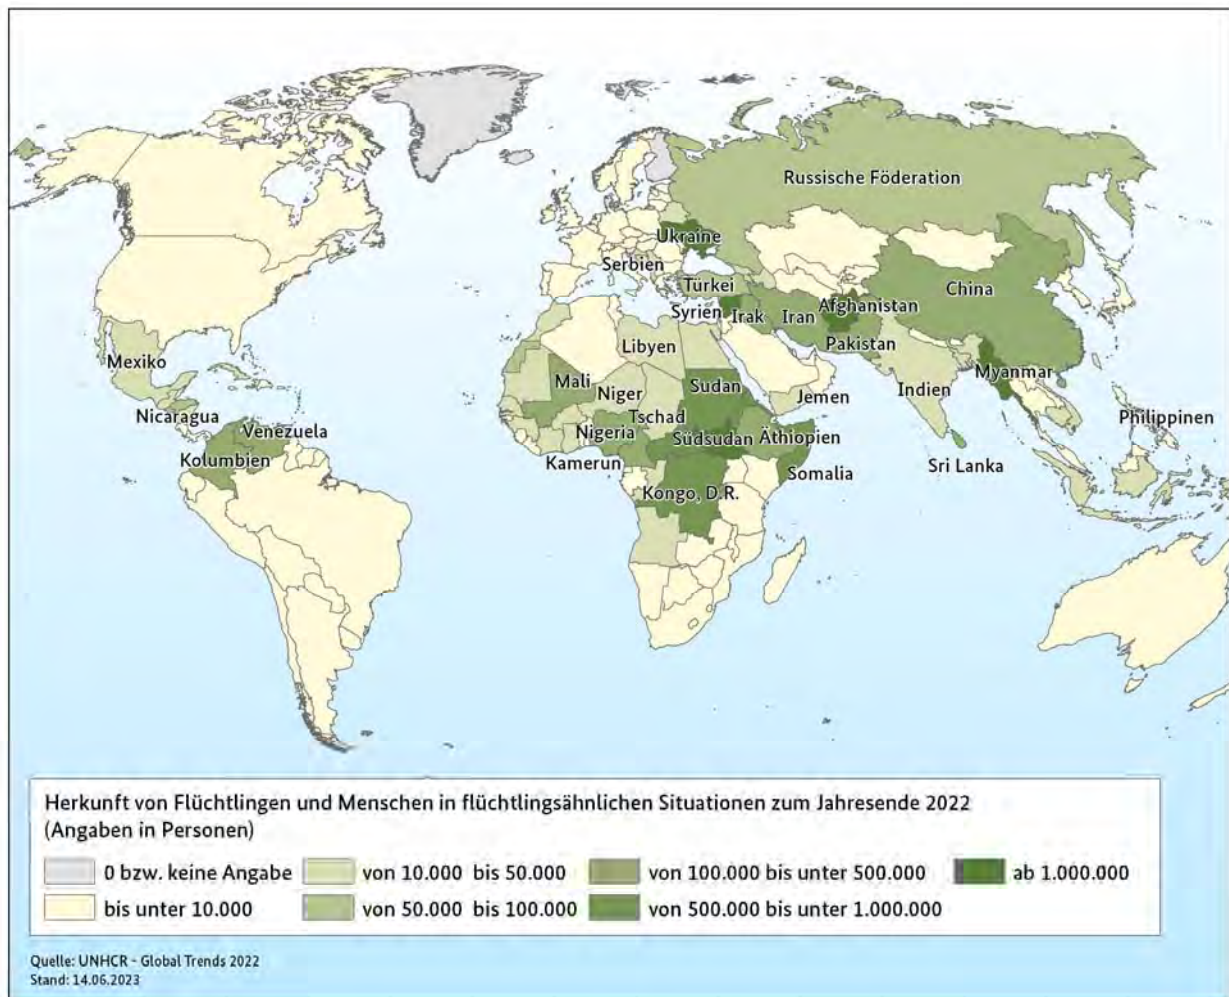 Russische Föderation
Ukraine
Serbien
Türkei
China
Syrien
Irak
Iran
Afghanistan
Libyen
Pakistan
Mexiko
Mali
Niger
Sudan
Jemen
Indien
Myanmar
Nicaragua
Venezuela
Tschad
Philippinen
Kolumbien
Nigeria
Südsudan
Äthiopien
Kamerun
Somalia
Sri Lanka
Kongo, D.R.
Herkunft von Flüchtlingen und Menschen in flüchtlingsähnlichen Situationen zum Jahresende 2022
(Angaben in Personen)
0 bzw. keine Angabe von 10.000 bis 50.000 von 100.000 bis unter 500.000 ab 1.000.000
bis unter 10.000 von 50.000 bis 100.000 von 500.000 bis unter 1.000.000
Quelle: UNHCR - Global Trends 2022
Stand: 14.06.2023